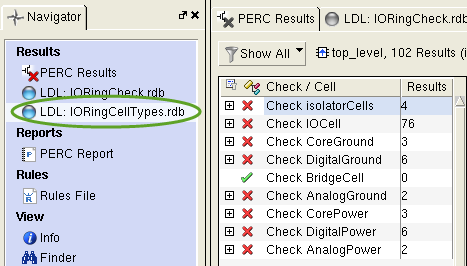 Navigator
Results
PERC Results
LDL: IORingCheck.rdb
LDL: IORingCellTypes.rdb
Reports
PERC Report
Rules
Rules File
View
Info
Finder
PERC Results
LDL: IORingCheck.rdb
Show All
top_level, 102 Results (i
Check / Cell Results
Check isolatorCells 4
Check IOCell 76
Check CoreGround 3
Check DigitalGround 6
Check BridgeCell 0
Check AnalogGround 2
Check CorePower 3
Check DigitalPower 6
Check AnalogPower 2